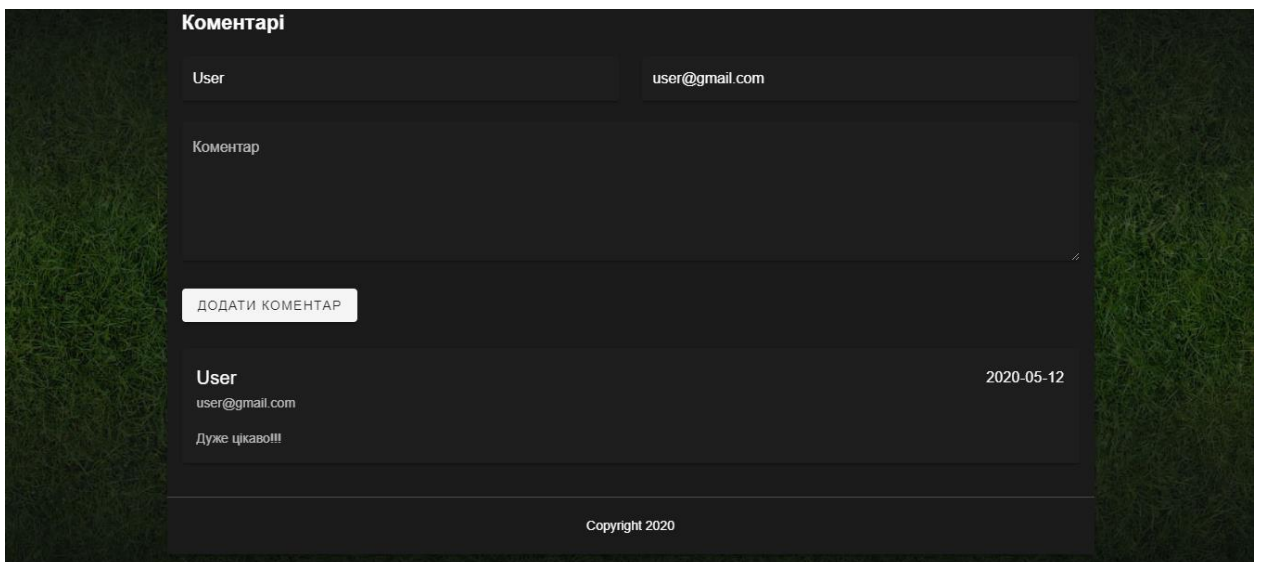 Коментарі
User
user@gmail.com
Коментар
ДОДАТИ КОМЕНТАР
User
2020-05-12
user@gmail.com
Дуже цікаво!!!
Copyright 2020